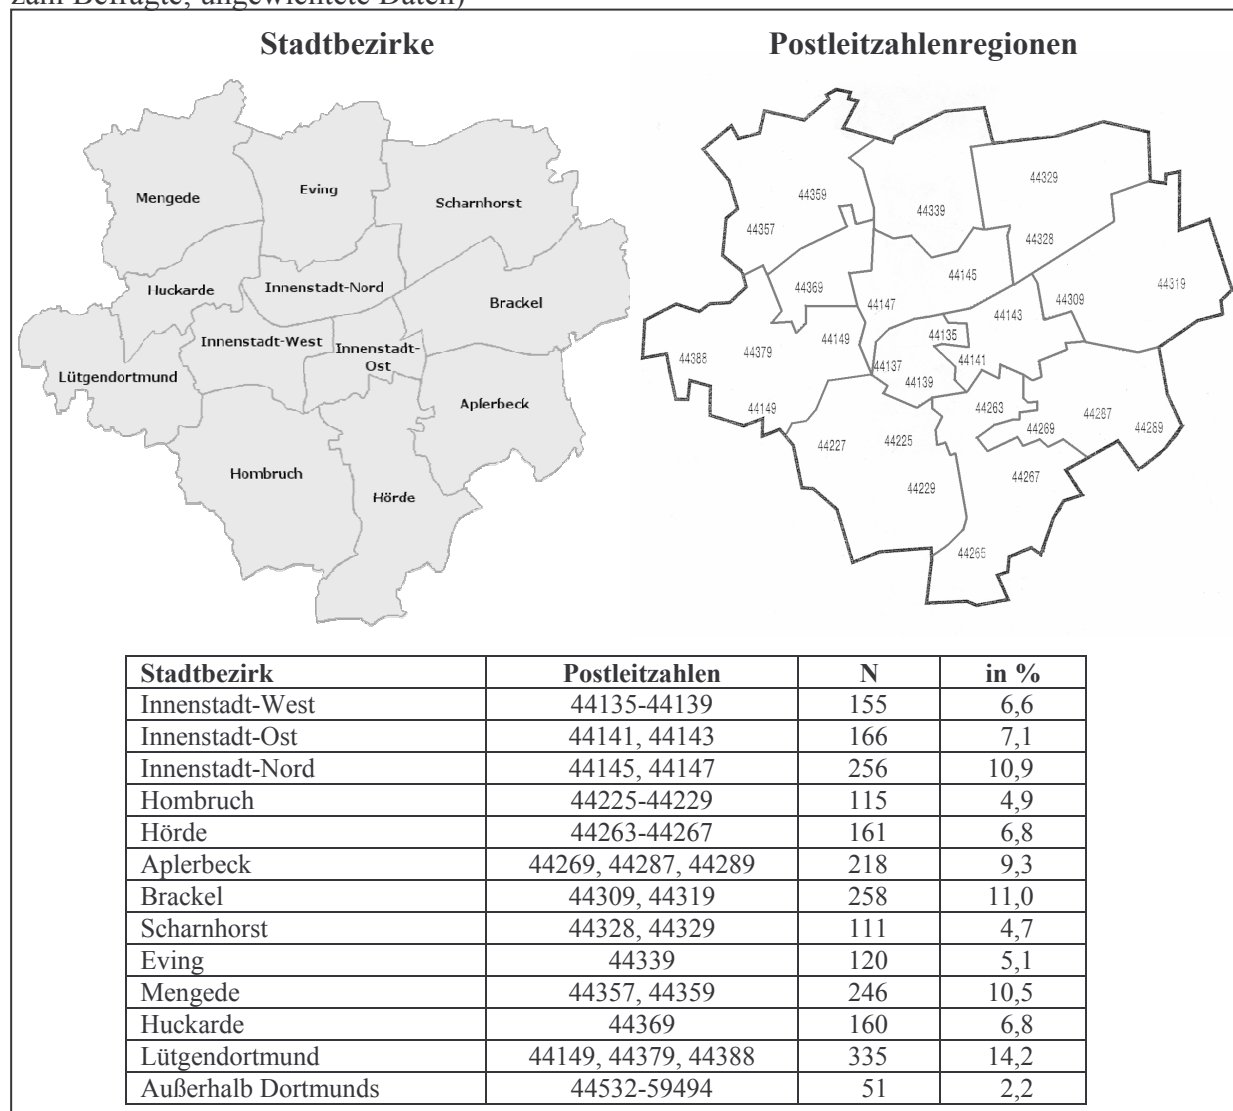 zahl Befragte, ungewichtete Daten)
Stadtbezirke
Postleitzahlenregionen
Mengede
Eving
Scharnhorst
Huckarde
Innenstadt-Nord
Brackel
Innenstadt-West
Innenstadt-
Ost
Lütgendortmund
Aplerbeck
Hombruch
Hörde
44329
44359
44339
44357
44328
44145
44369
44319
44147
44309
44143
44135
44149
44379
44388
44137
44141
44139
44149
44263
44287
44269
44289
44227
44225
44267
44229
44265
Stadtbezirk Postleitzahlen N in %
Innenstadt-West 44135-44139 155 6,6
Innenstadt-Ost 44141, 44143 166 7,1
Innenstadt-Nord 44145, 44147 256 10,9
Hombruch 44225-44229 115 4,9
Hörde 44263-44267 161 6,8
Aplerbeck 44269, 44287, 44289 218 9,3
Brackel 44309, 44319 258 11,0
Scharnhorst 44328, 44329 111 4,7
Eving 44339 120 5,1
Mengede 44357, 44359 246 10,5
Huckarde 44369 160 6,8
Lütgendortmund 44149, 44379, 44388 335 14,2
Außerhalb Dortmunds 44532-59494 51 2,2